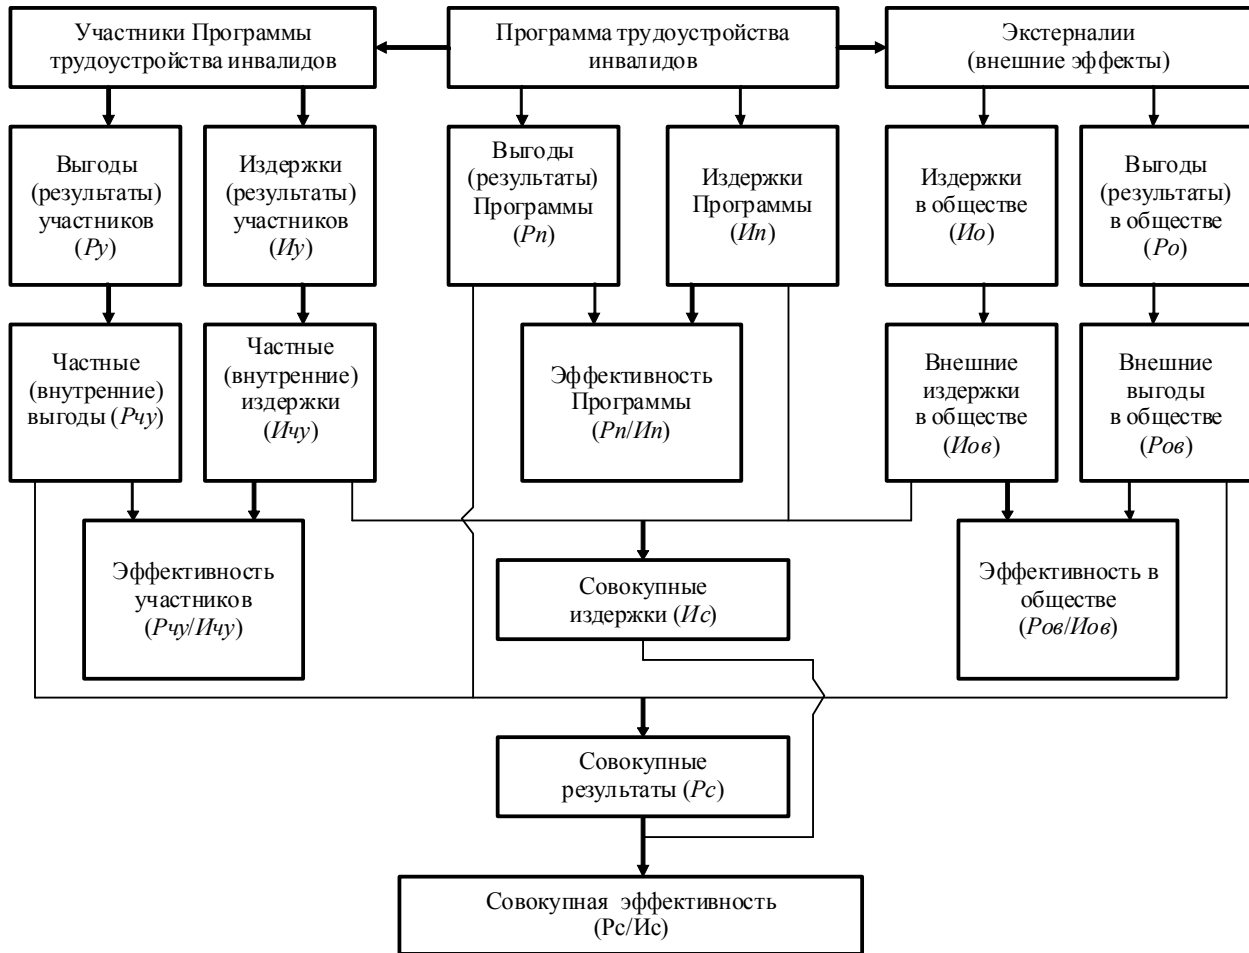 Участники Программы
трудоустройства инвалидов
Программа трудоустройства
инвалидов
Экстерналии
(внешние эффекты)
Выгоды
(результаты)
участников
(Ру)
Издержки
(результаты)
участников
(Иу)
Выгоды
(результаты)
Программы
(Рп)
Издержки
Программы
(Ип)
Издержки
в обществе
(Ио)
Выгоды
(результаты)
в обществе
(Ро)
Частные
(внутренние)
выгоды (Рчу)
Частные
(внутренние)
издержки
(Ичу)
Эффективность
Программы
(Рп/Ип)
Внешние
издержки
в обществе
(Иов)
Внешние
выгоды
в обществе
(Ров)
Эффективность
участников
(Рчу/Ичу)
Совокупные
издержки (Ис)
Эффективность в
обществе
(Ров/Иов)
Совокупные
результаты (Рс)
Совокупная эффективность
(Рс/Ис)